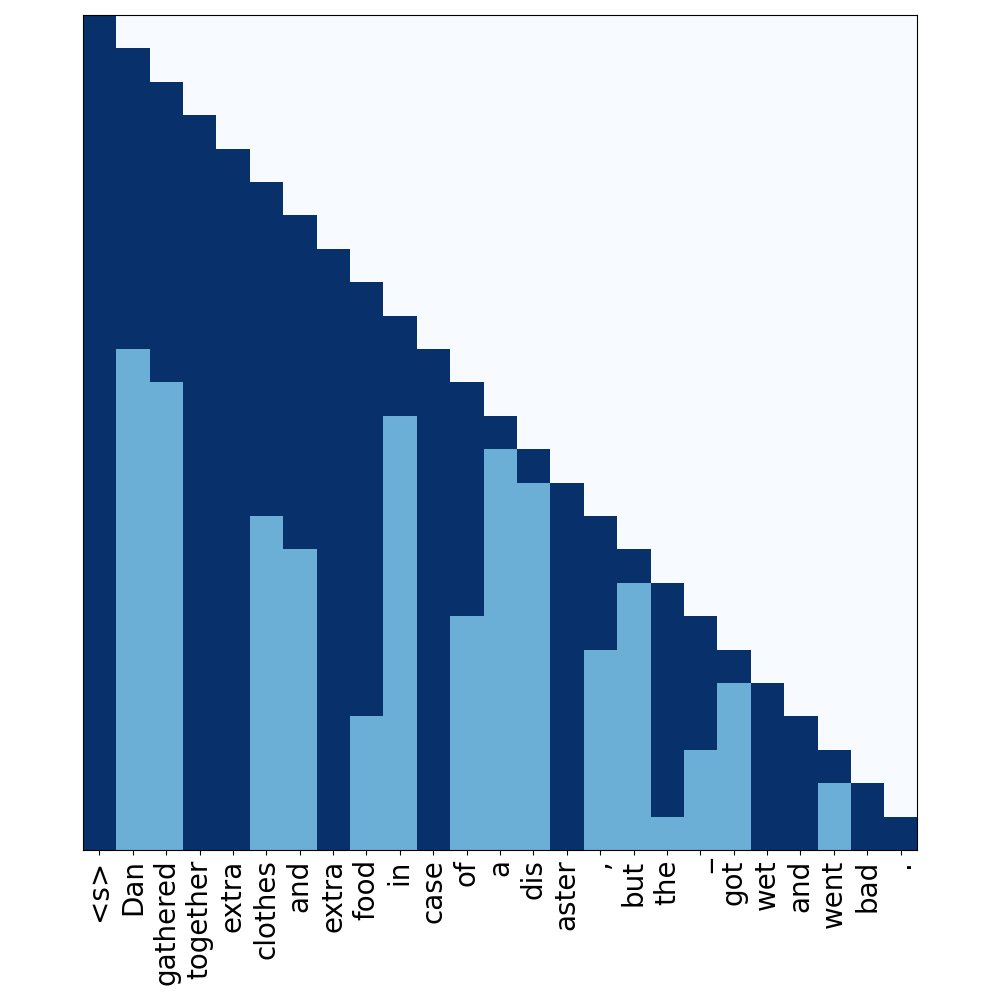 <s> Dan gathered together extra clothes and extra food in case of a dis aster , but the _ got wet and went bad .